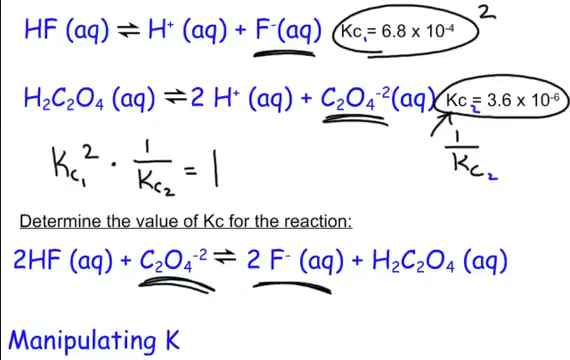 HF (aq) ⇌ H⁺ (aq) + F⁻(aq) Kc₁ = 6.8 x 10⁻⁴ 2
H₂C₂O₄ (aq) ⇌ 2 H⁺ (aq) + C₂O₄⁻²(aq) Kc₂ = 3.6 x 10⁻⁶
Kc₁² · 1/Kc₂ = 1
1/Kc₂
Determine the value of Kc for the reaction:
2HF (aq) + C₂O₄⁻² ⇌ 2 F⁻ (aq) + H₂C₂O₄ (aq)
Manipulating K